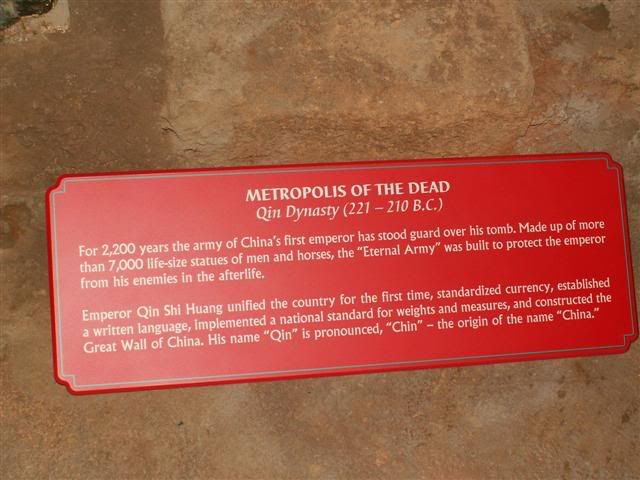 METROPOLIS OF THE DEAD
Qin Dynasty (221 – 210 B.C.)
For 2,200 years the army of China's first emperor has stood guard over his tomb. Made up of more
than 7,000 life-size statues of men and horses, the "Eternal Army" was built to protect the emperor
from his enemies in the afterlife.
Emperor Qin Shi Huang unified the country for the first time, standardized currency, established
a written language, implemented a national standard for weights and measures, and constructed the
Great Wall of China. His name "Qin" is pronounced, "Chin" – the origin of the name "China."